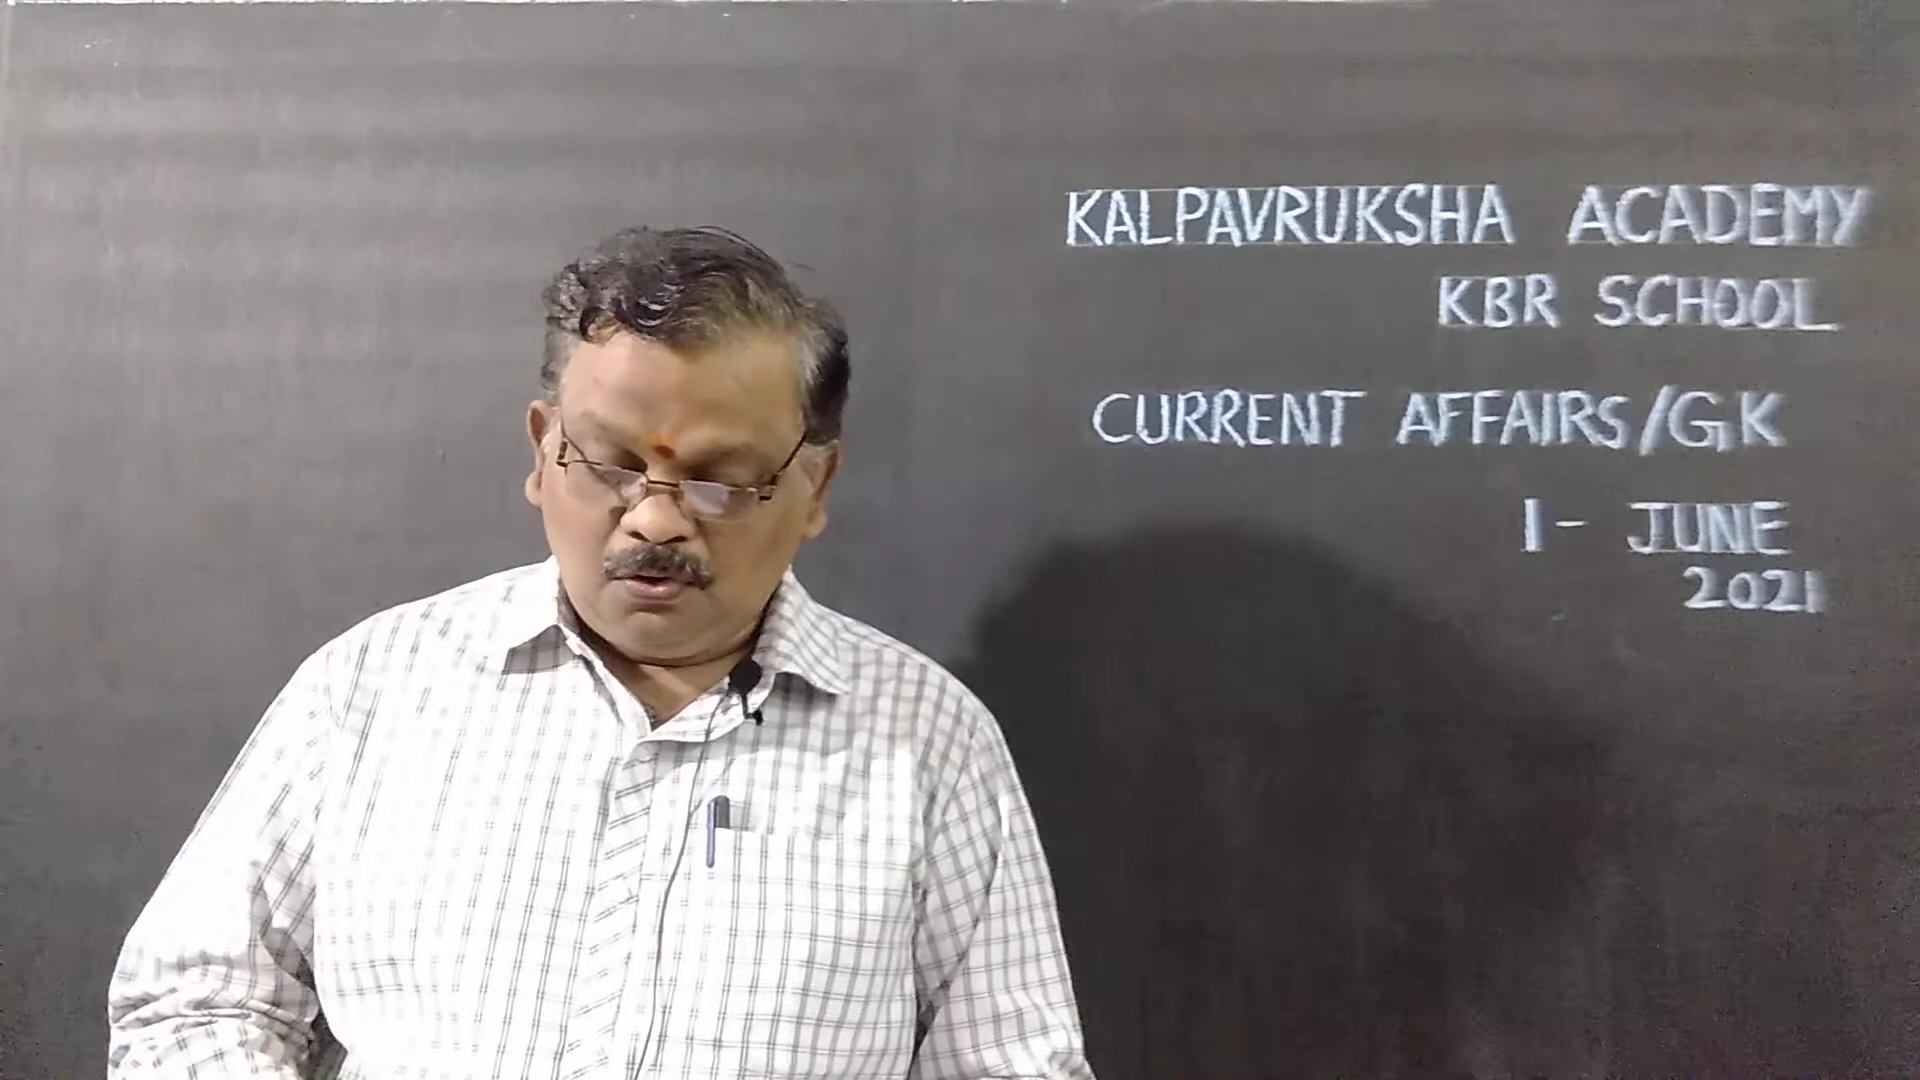 KALPAVRUKSHA ACADEMY
KBR SCHOOL
CURRENT AFFAIRS/GK
1- JUNE
2021